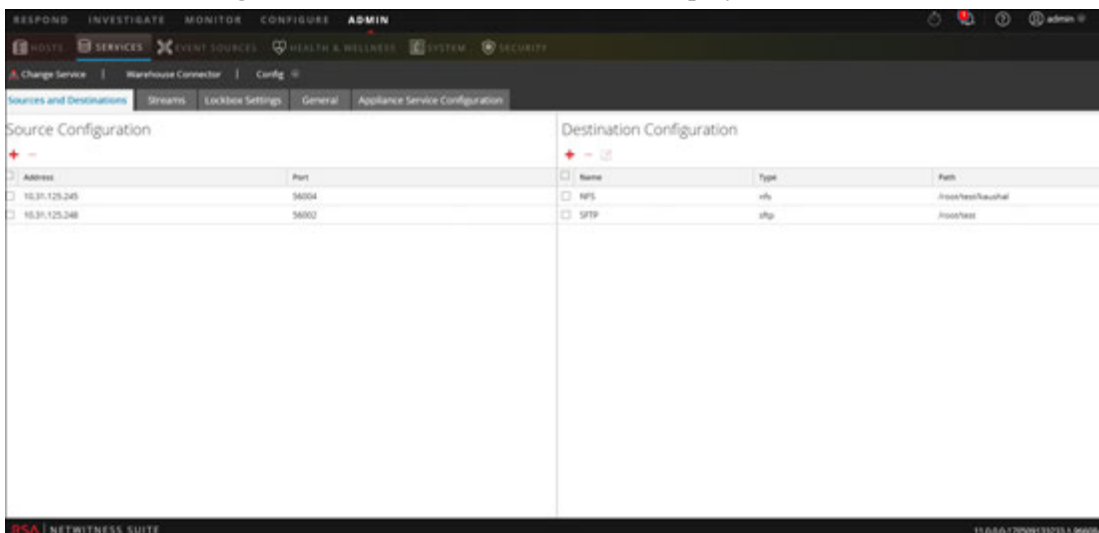 RESPOND INVESTIGATE MONITOR CONFIGURE ADMIN
admin
HOSTS SERVICES EVENT SOURCES HEALTH & WELLNESS SYSTEM SECURITY
Change Service | Warehouse Connector | Config
Sources and Destinations Streams Lockbox Settings General Appliance Service Configuration
Source Configuration
Destination Configuration
Address Port
Name Type Path
10.31.125.245 56004
NFS nfs /root/test/kaushal
10.31.125.248 56002
SFTP sftp /root/test
RSA | NETWITNESS SUITE